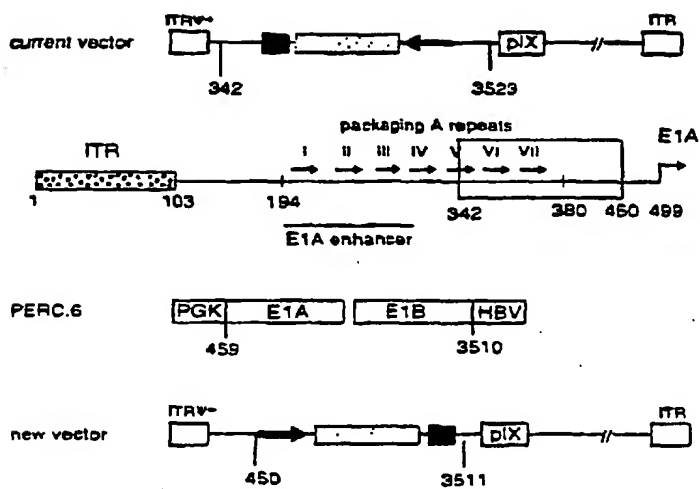 ITRΨ+ ITR
current vector pIX
342 3523
packaging A repeats
E1A
ITR I II III IV V VI VII
1 103 194 342 380 450 499
E1A enhancer
PERC.6 PGK E1A E1B HBV
459 3510
ITRΨ+ ITR
new vector pIX
450 3511